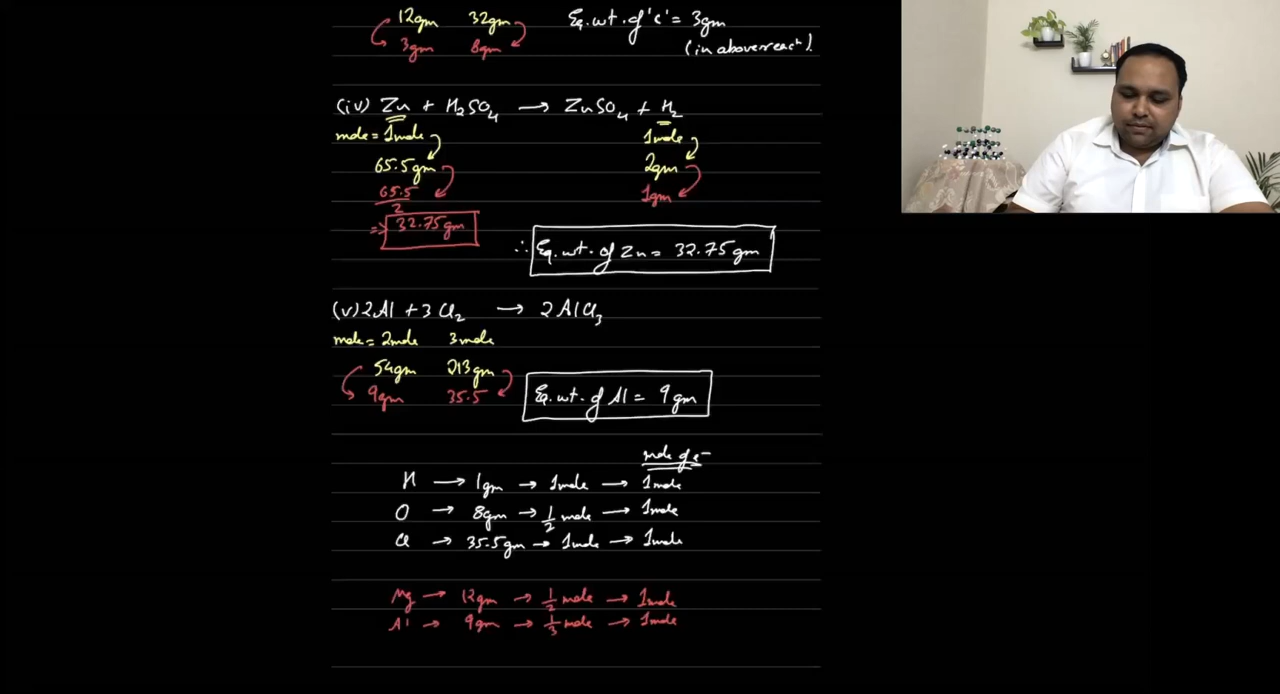 12gm 32gm Eq. wt. of 'C' = 3gm
3gm 8gm (in above reacⁿ).
(iv) Zn + H₂SO₄ → ZnSO₄ + H₂
mole = 1mole 1mole
65.5gm 2gm
65.5/2 1gm
=> 32.75 gm
∴ Eq. wt. of Zn = 32.75gm
(v) 2Al + 3Cl₂ → 2AlCl₃
mole = 2mole 3mole
54gm 213gm
9gm 35.5 Eq. wt. of Al = 9gm
mole of e⁻
H → 1gm → 1mole → 1mole
O → 8gm → 1/2 mole → 1mole
Cl → 35.5gm → 1mole → 1mole
Mg → 12gm → 1/2 mole → 1mole
Al → 9gm → 1/3 mole → 1mole